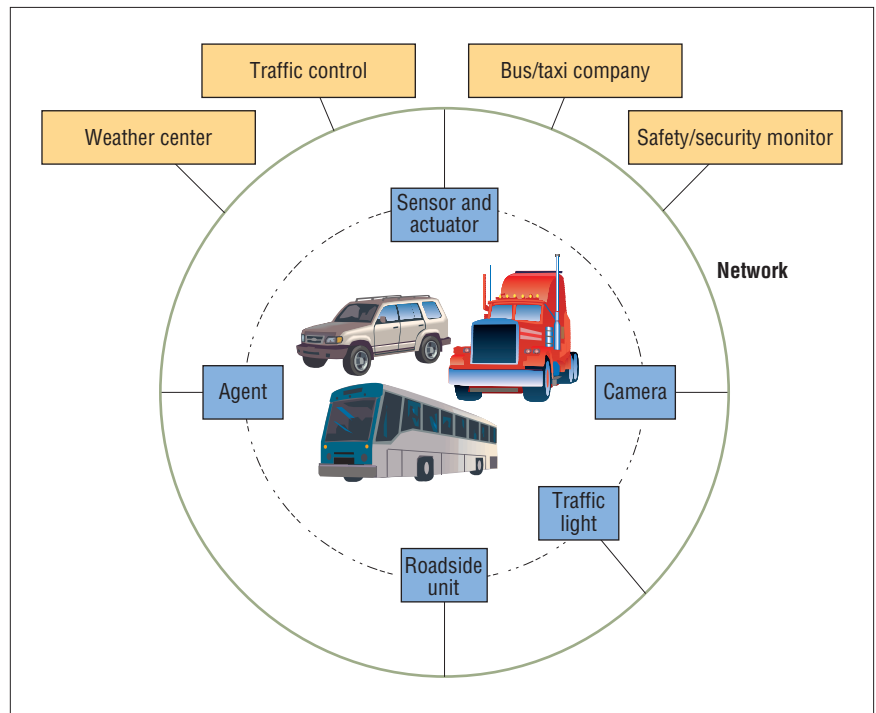 Traffic control
Bus/taxi company
Weather center
Safety/security monitor
Sensor and
actuator
Network
Agent
Camera
Traffic
light
Roadside
unit